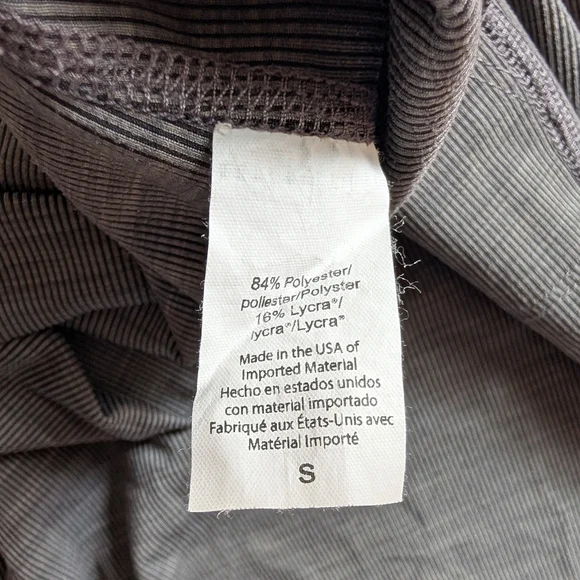 84% Polyester/
poliester/Polyster
16% Lycra®/
lycra®/Lycra®
Made in the USA of
Imported Material
Hecho en estados unidos
con material importado
Fabriqué aux États-Unis avec
Matérial Importé
S